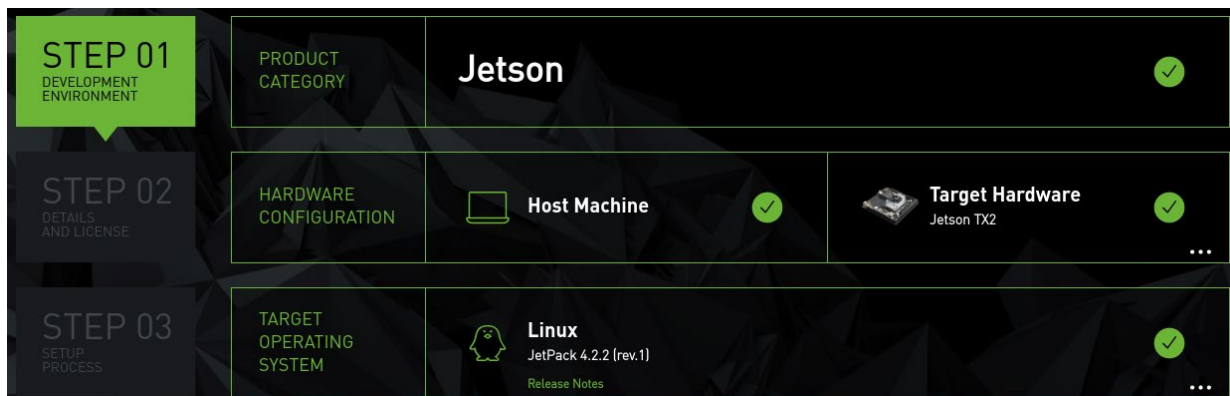 STEP 01
DEVELOPMENT
ENVIRONMENT
PRODUCT
CATEGORY
Jetson
STEP 02
DETAILS
AND LICENSE
HARDWARE
CONFIGURATION
Host Machine
Target Hardware
Jetson TX2
...
STEP 03
SETUP
PROCESS
TARGET
OPERATING
SYSTEM
Linux
JetPack 4.2.2 (rev.1)
Release Notes
...